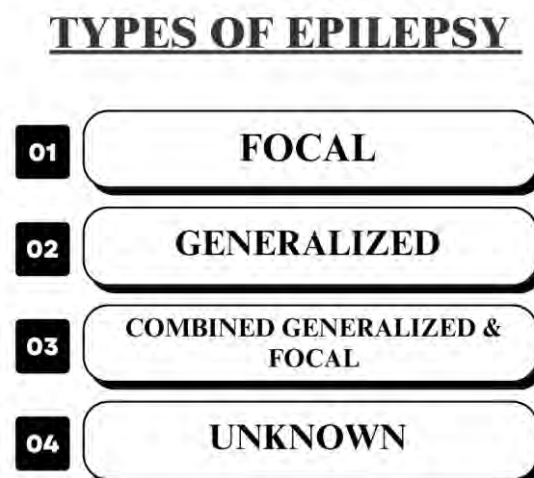 TYPES OF EPILEPSY
01 FOCAL
02 GENERALIZED
03 COMBINED GENERALIZED &
FOCAL
04 UNKNOWN